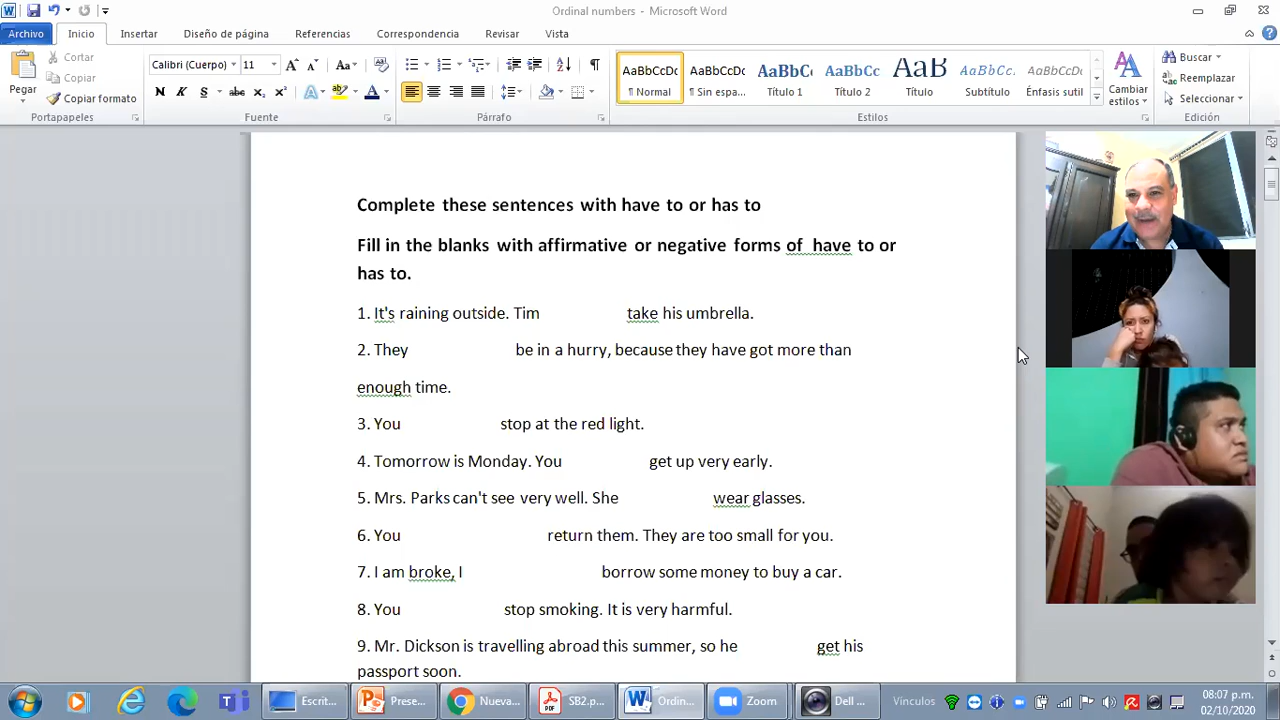 Ordinal numbers - Microsoft Word
Archivo Inicio Insertar Diseño de página Referencias Correspondencia Revisar Vista
Pegar Cortar
Copiar
Copiar formato
Calibri (Cuerpo) 11
AaBbCcDc AaBbCcDc AaBbC AaBbCc AaB AaBbCc. AaBbCcDc
¶ Normal ¶ Sin espa... Título 1 Título 2 Título Subtítulo Énfasis sutil
Cambiar estilos
Buscar
Reemplazar
Seleccionar
Portapapeles Fuente Párrafo Estilos Edición
Complete these sentences with have to or has to
Fill in the blanks with affirmative or negative forms of have to or
has to.
1. It's raining outside. Tim take his umbrella.
2. They be in a hurry, because they have got more than
enough time.
3. You stop at the red light.
4. Tomorrow is Monday. You get up very early.
5. Mrs. Parks can't see very well. She wear glasses.
6. You return them. They are too small for you.
7. I am broke, I borrow some money to buy a car.
8. You stop smoking. It is very harmful.
9. Mr. Dickson is travelling abroad this summer, so he get his
passport soon.
Escrit... Prese... Nueva... SB2.p... Ordin... Zoom Dell ... Vínculos
08:07 p.m.
02/10/2020